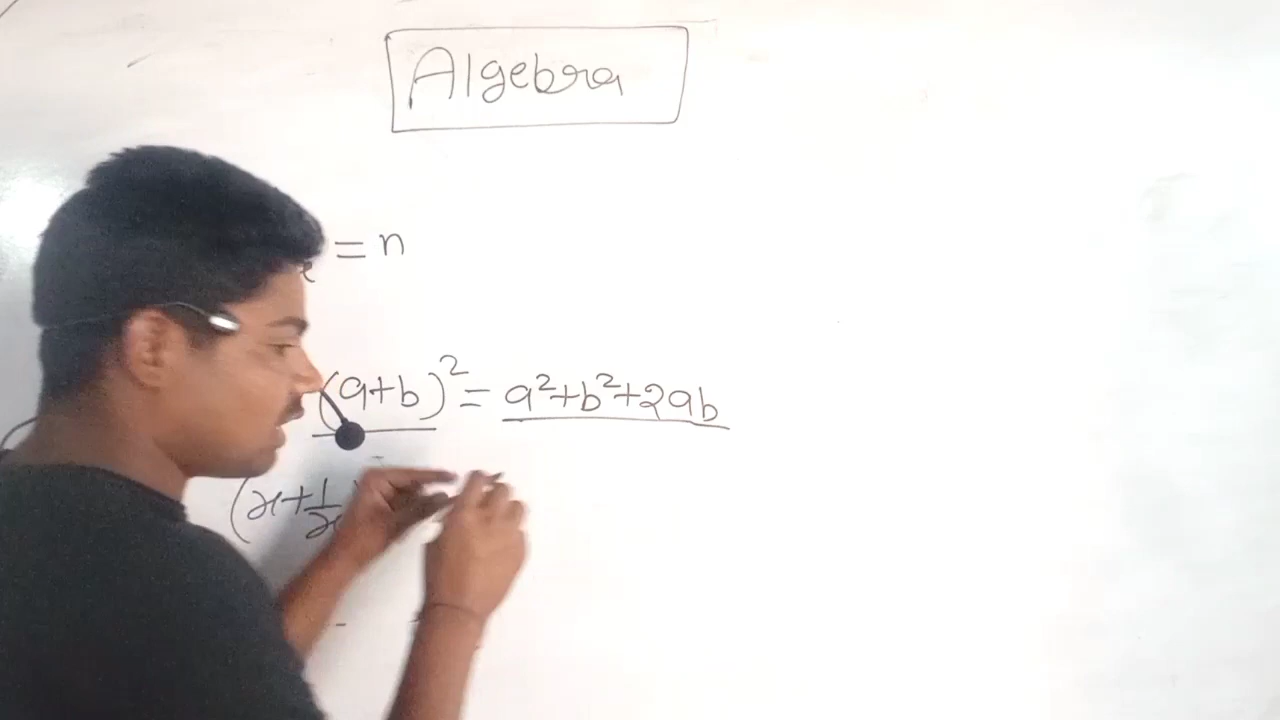 Algebra
= n
(a+b)² = a²+b²+2ab
(x+1/x